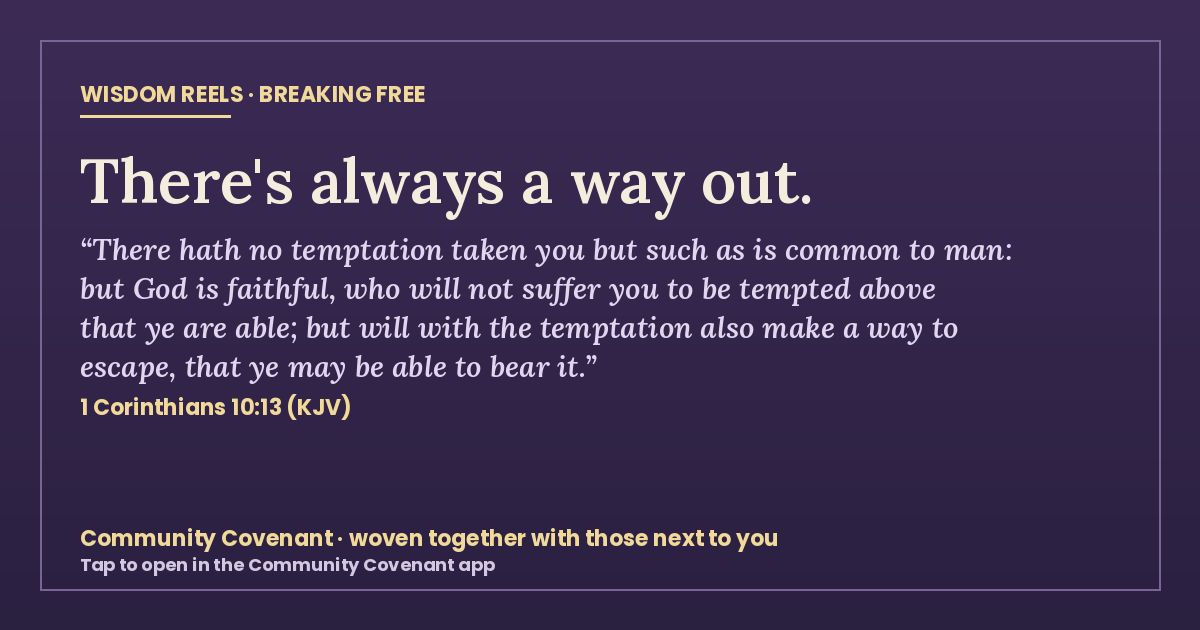 WISDOM REELS · BREAKING FREE
There's always a way out.
“There hath no temptation taken you but such as is common to man:
but God is faithful, who will not suffer you to be tempted above
that ye are able; but will with the temptation also make a way to
escape, that ye may be able to bear it.”
1 Corinthians 10:13 (KJV)
Community Covenant · woven together with those next to you
Tap to open in the Community Covenant app